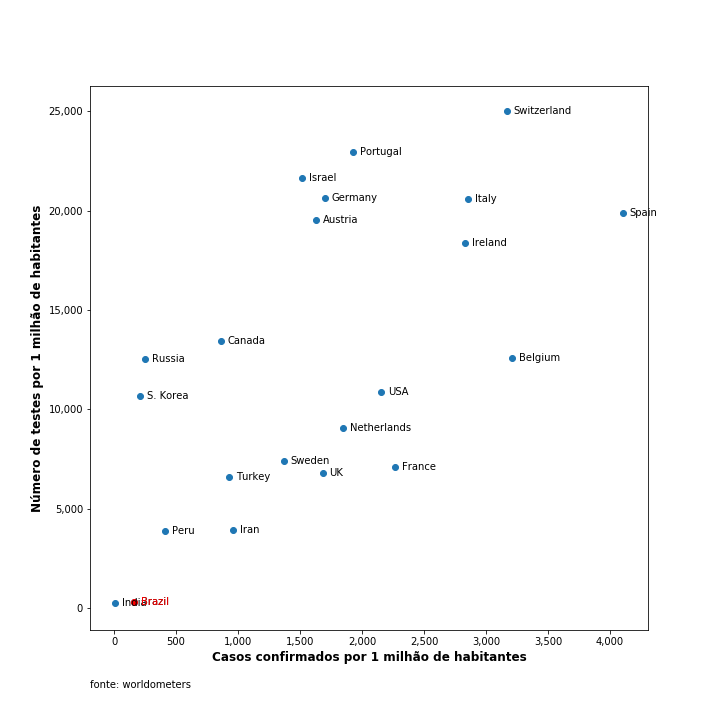 25,000
20,000
15,000
10,000
5,000
0
Número de testes por 1 milhão de habitantes
Switzerland
Portugal
Israel
Germany
Italy
Austria
Spain
Ireland
Canada
Russia
Belgium
S. Korea
USA
Netherlands
Sweden
UK
France
Turkey
Peru
Iran
India
Brazil
0 500 1,000 1,500 2,000 2,500 3,000 3,500 4,000
Casos confirmados por 1 milhão de habitantes
fonte: worldometers